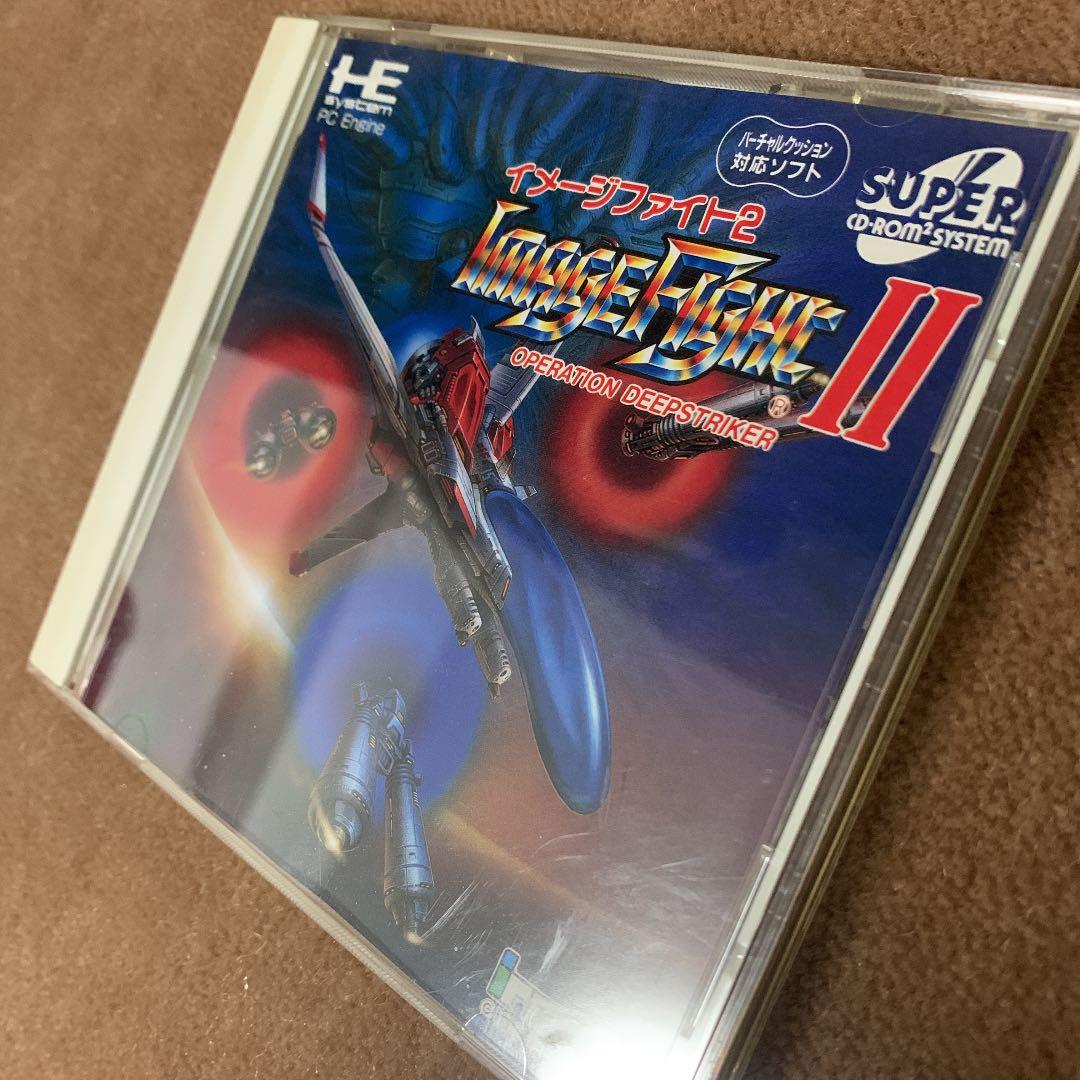 HE
system
PC Engine
バーチャルクッション
対応ソフト
SUPER
CD-ROM² SYSTEM
イメージファイト2
IMAGE FIGHT II
®
OPERATION DEEPSTRIKER